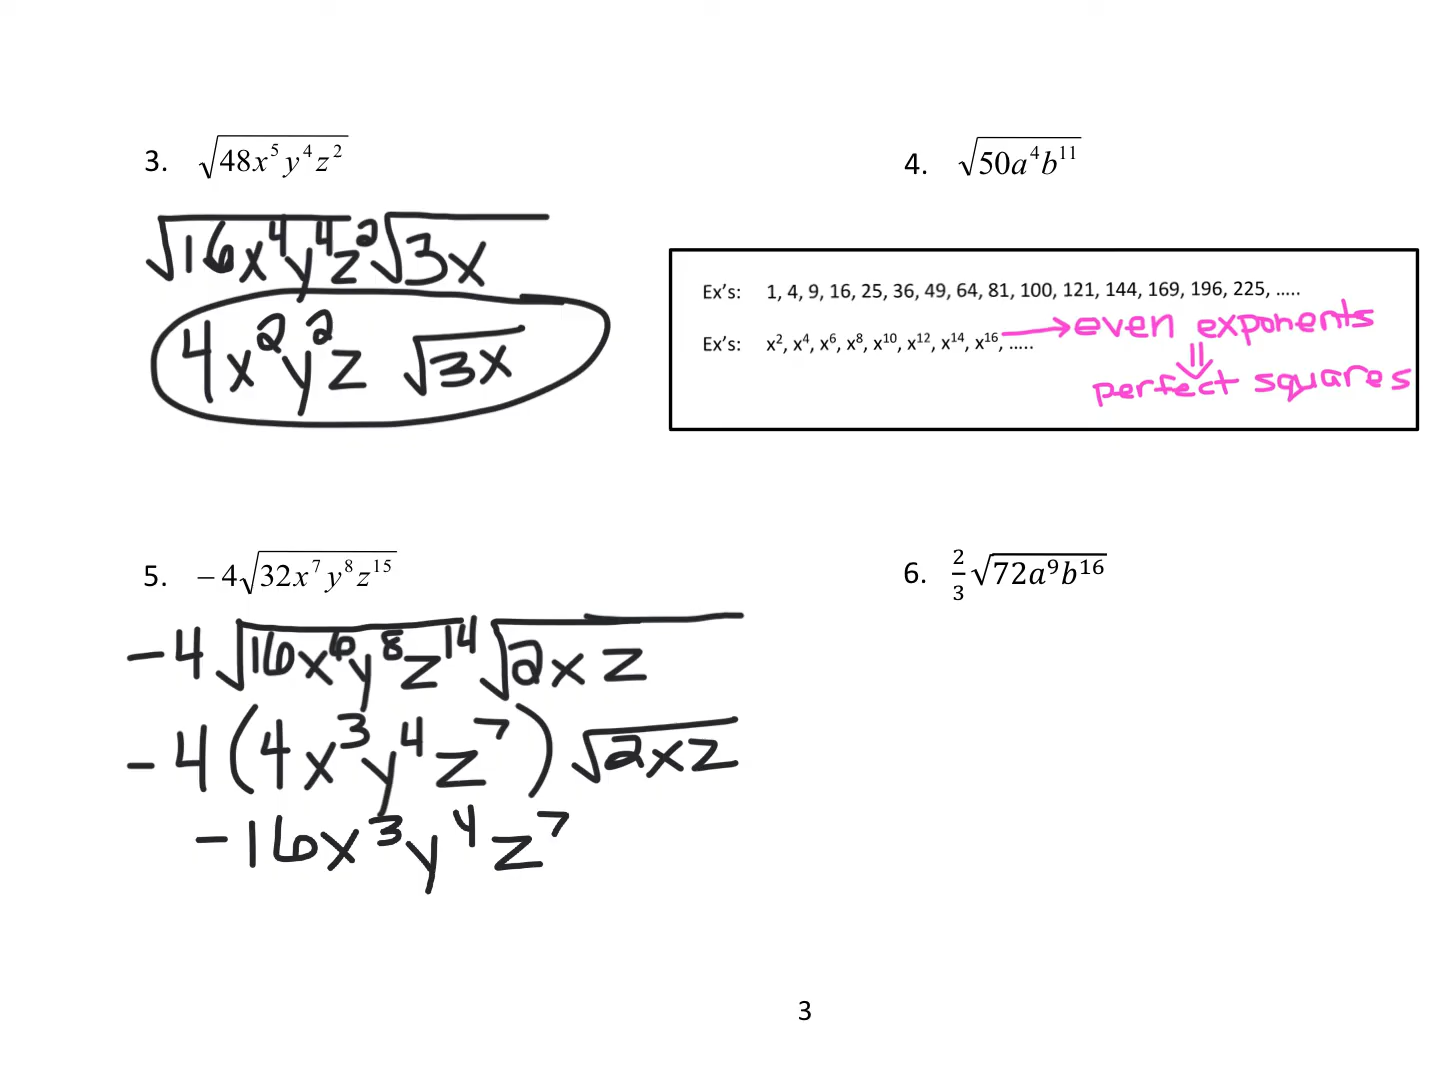 3. √48x⁵y⁴z²
√16x⁴y⁴z² √3x
4x²y²z √3x
4. √50a⁴b¹¹
Ex's: 1, 4, 9, 16, 25, 36, 49, 64, 81, 100, 121, 144, 169, 196, 225, .....
Ex's: x², x⁴, x⁶, x⁸, x¹⁰, x¹², x¹⁴, x¹⁶, ..... → even exponents
⇓
perfect squares
5. – 4√32x⁷y⁸z¹⁵
-4 √16x⁶y⁸z¹⁴ √2xz
-4 (4x³y⁴z⁷) √2xz
-16x³y⁴z⁷
6. 2/3 √72a⁹b¹⁶
3